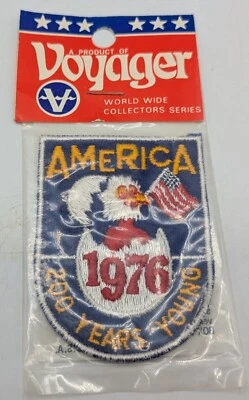 A PRODUCT OF
Voyager
V
WORLD WIDE
COLLECTORS SERIES
AMERICA
1976
200 YEARS YOUNG